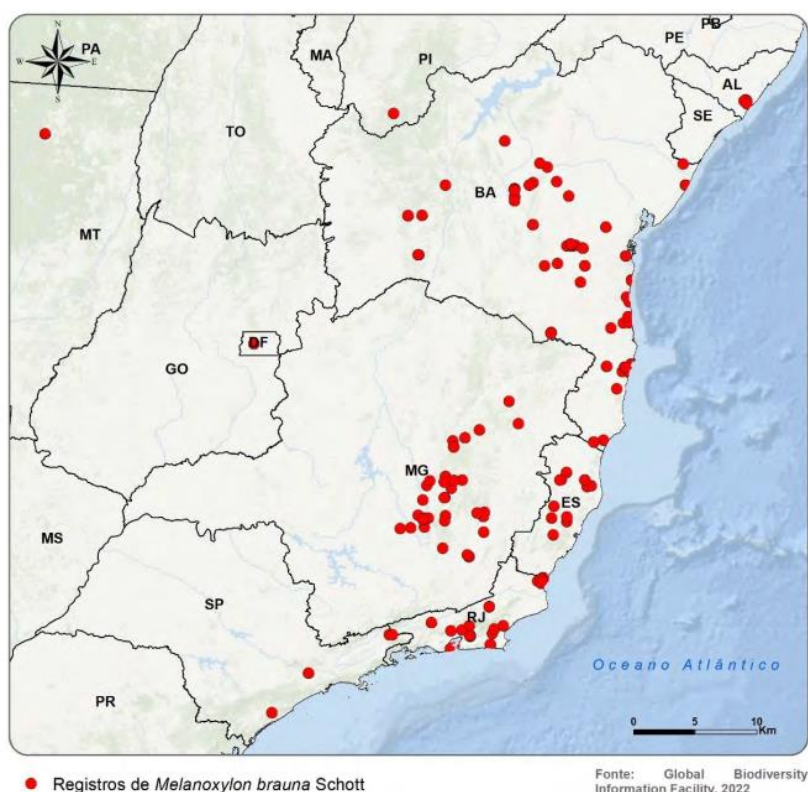 PB
PE
PA
MA
PI
N
W
E
S
AL
SE
TO
BA
MT
DF
GO
MG
ES
MS
SP
RJ
Oceano Atlântico
PR
0 5 10
Km
Registros de Melanoxylon brauna Schott
Fonte: Global Biodiversity
Information Facility, 2022